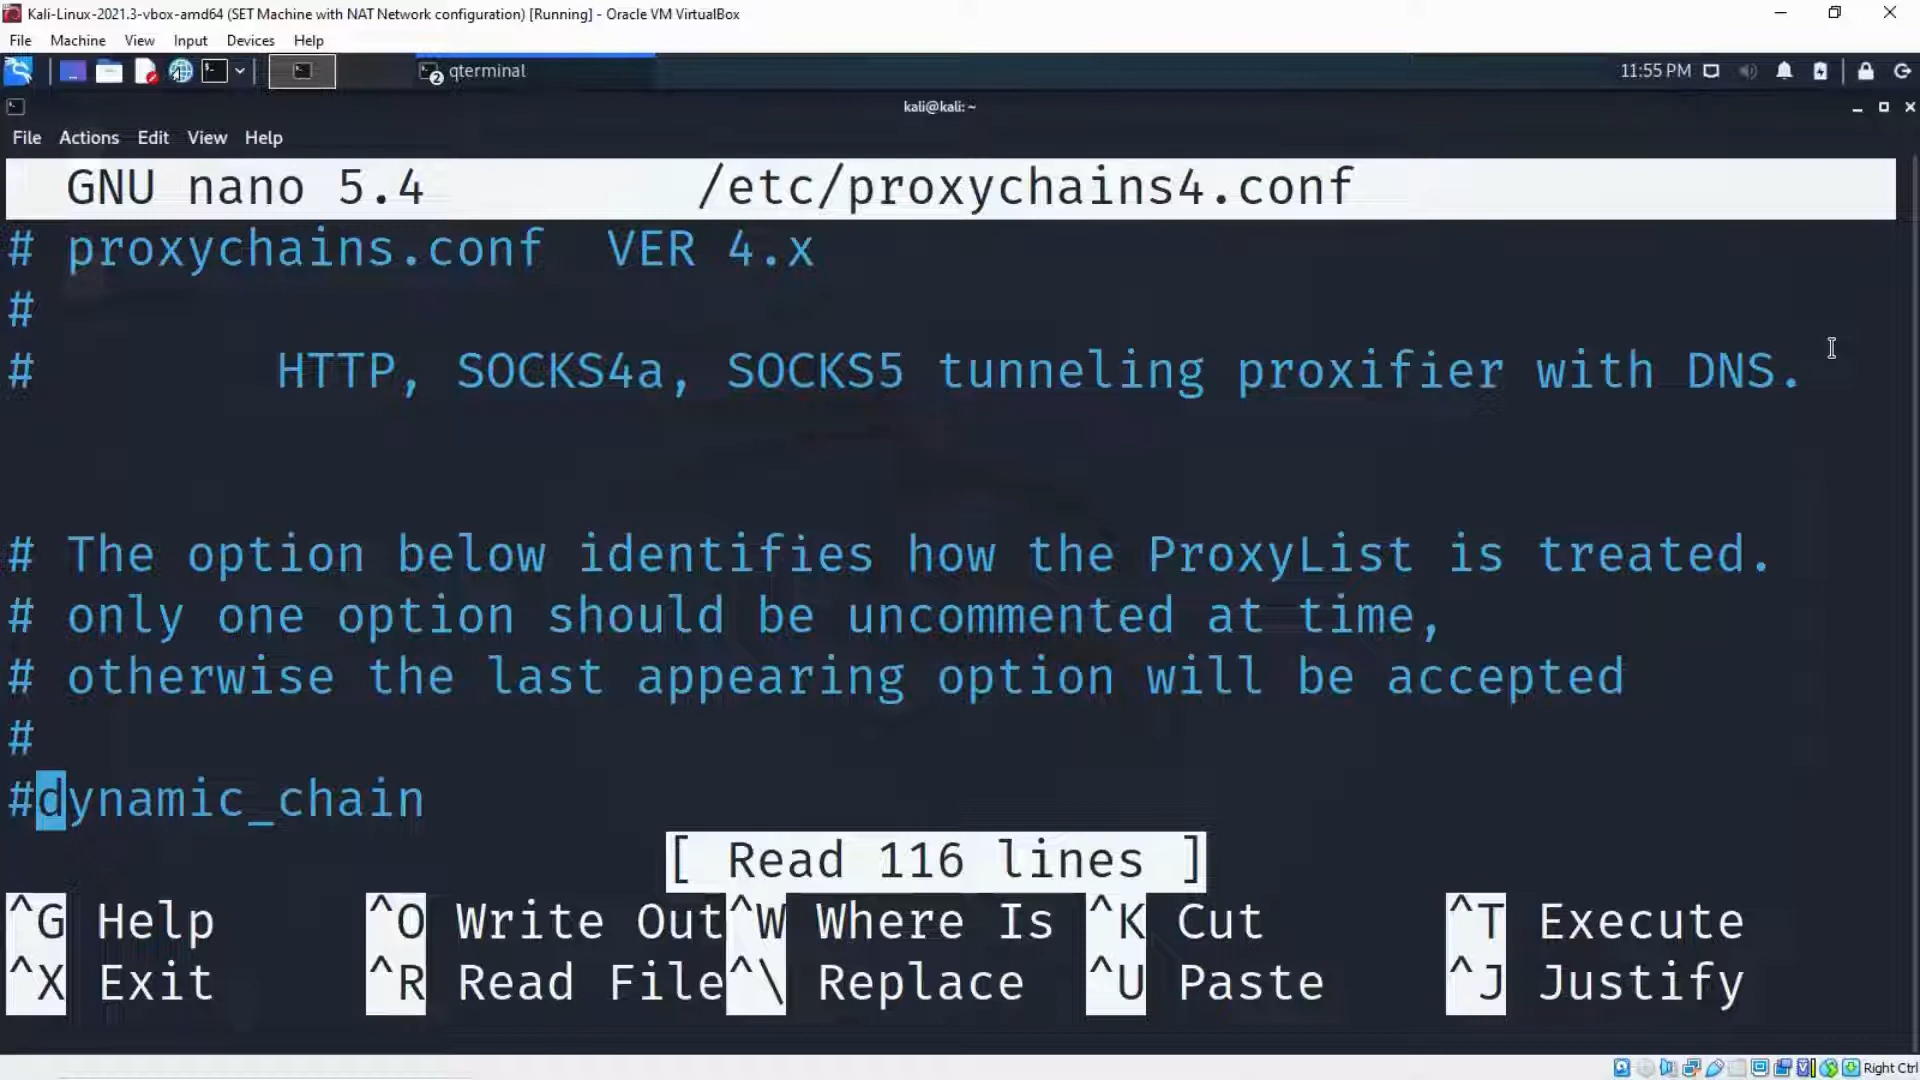 Kali-Linux-2021.3-vbox-amd64 (SET Machine with NAT Network configuration) [Running] - Oracle VM VirtualBox
File Machine View Input Devices Help
2 qterminal 11:55 PM
kali@kali: ~
File Actions Edit View Help
GNU nano 5.4 /etc/proxychains4.conf
# proxychains.conf VER 4.x
#
# HTTP, SOCKS4a, SOCKS5 tunneling proxifier with DNS.
# The option below identifies how the ProxyList is treated.
# only one option should be uncommented at time,
# otherwise the last appearing option will be accepted
#
#dynamic_chain
[ Read 116 lines ]
^G Help ^O Write Out ^W Where Is ^K Cut ^T Execute
^X Exit ^R Read File ^\ Replace ^U Paste ^J Justify
Right Ctrl